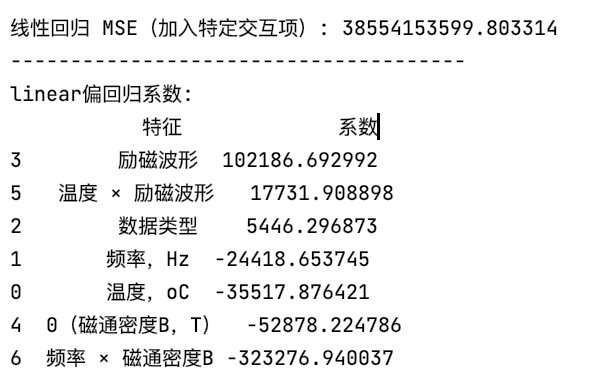 线性回归 MSE（加入特定交互项）: 38554153599.803314
---------------------------------------
linear偏回归系数:
特征 系数
3 励磁波形 102186.692992
5 温度 × 励磁波形 17731.908898
2 数据类型 5446.296873
1 频率, Hz -24418.653745
0 温度, oC -35517.876421
4 0（磁通密度B, T） -52878.224786
6 频率 × 磁通密度B -323276.940037